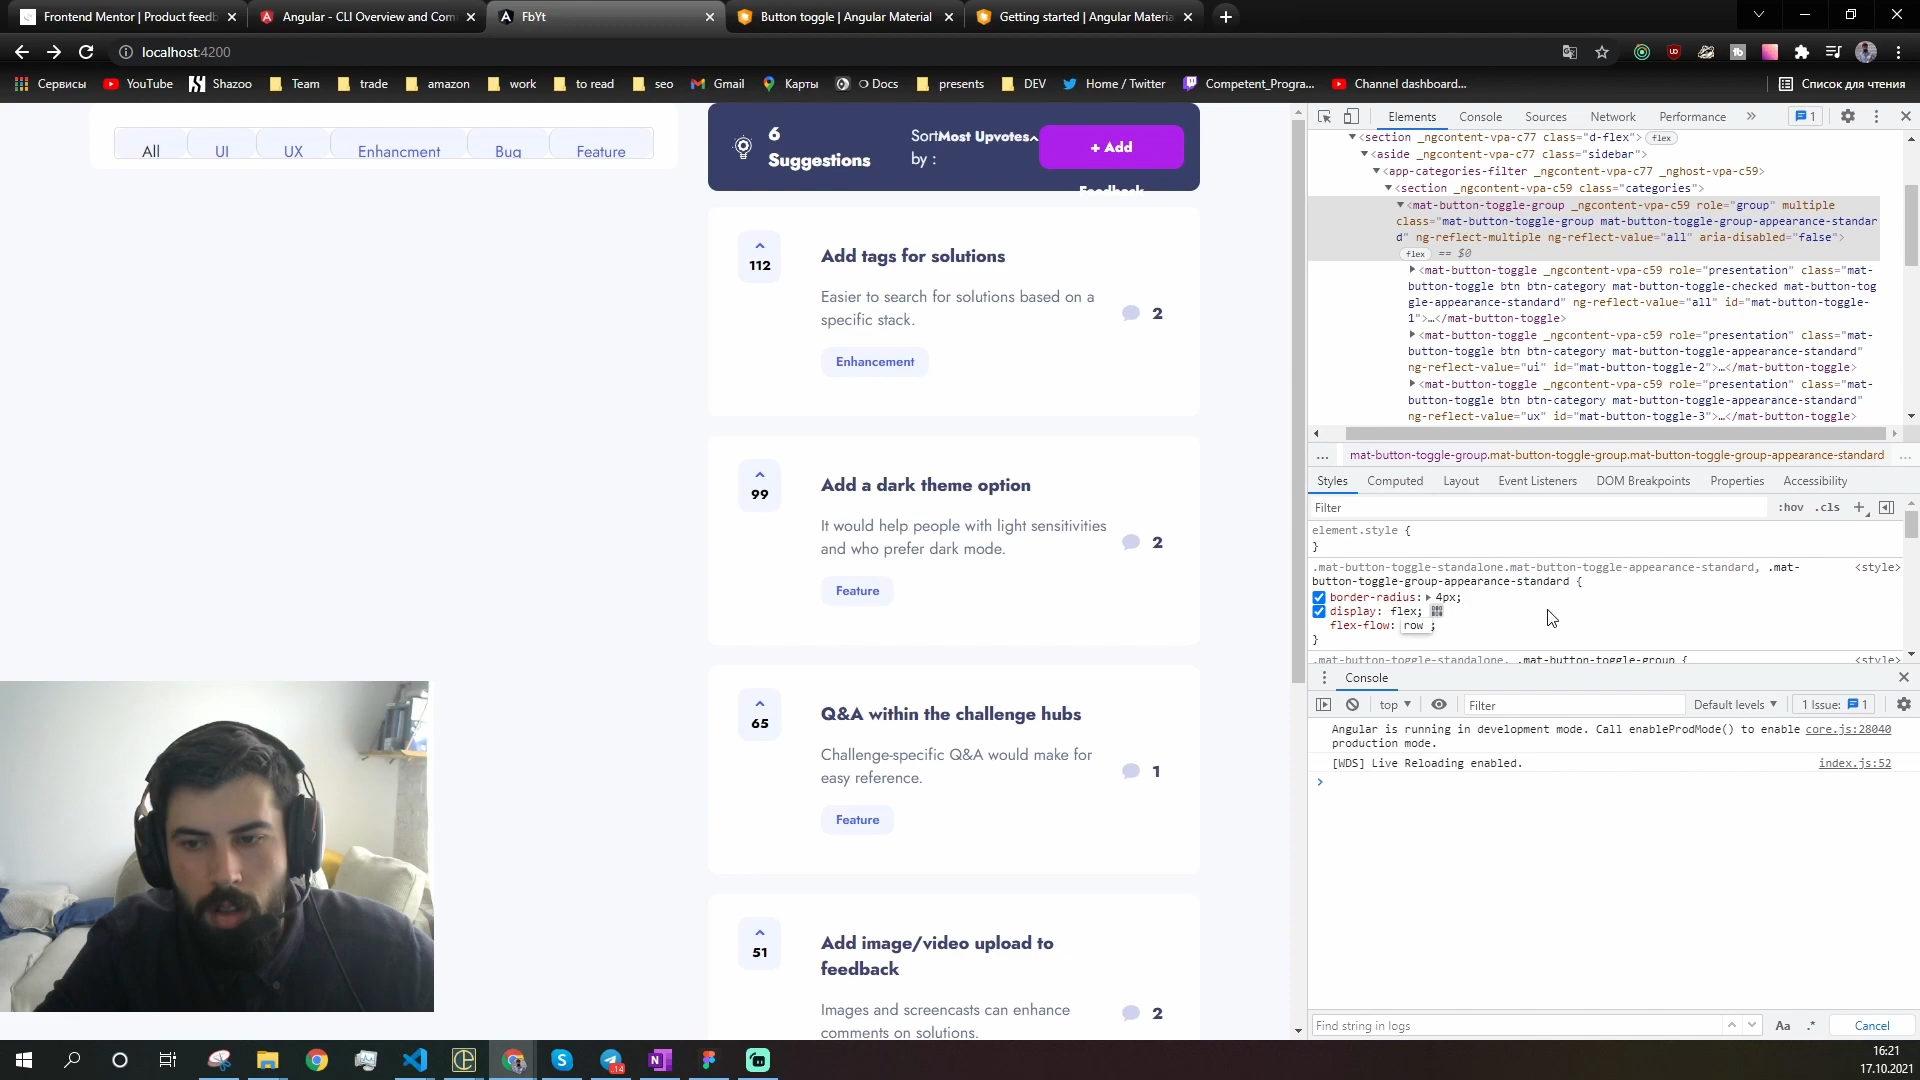 Frontend Mentor | Product feedb
Angular - CLI Overview and Com
FbYt
Button toggle | Angular Material
Getting started | Angular Materia
localhost:4200
Сервисы
YouTube
Shazoo
Team
trade
amazon
work
to read
seo
Gmail
Карты
Docs
presents
DEV
Home / Twitter
Competent_Progra...
Channel dashboard...
Список для чтения
All
UI
UX
Enhancment
Bug
Feature
6
Suggestions
Sort
by :
Most Upvotes
+ Add
Feedback
112
Add tags for solutions
Easier to search for solutions based on a
specific stack.
2
Enhancement
99
Add a dark theme option
It would help people with light sensitivities
and who prefer dark mode.
2
Feature
65
Q&A within the challenge hubs
Challenge-specific Q&A would make for
easy reference.
1
Feature
51
Add image/video upload to
feedback
Images and screencasts can enhance
comments on solutions.
2
Elements
Console
Sources
Network
Performance
1
<section _ngcontent-vpa-c77 class="d-flex"> flex
<aside _ngcontent-vpa-c77 class="sidebar">
<app-categories-filter _ngcontent-vpa-c77 _nghost-vpa-c59>
<section _ngcontent-vpa-c59 class="categories">
<mat-button-toggle-group _ngcontent-vpa-c59 role="group" multiple
class="mat-button-toggle-group mat-button-toggle-group-appearance-standar
d" ng-reflect-multiple ng-reflect-value="all" aria-disabled="false">
flex == $0
<mat-button-toggle _ngcontent-vpa-c59 role="presentation" class="mat-
button-toggle btn btn-category mat-button-toggle-checked mat-button-tog
gle-appearance-standard" ng-reflect-value="all" id="mat-button-toggle-
1">…</mat-button-toggle>
<mat-button-toggle _ngcontent-vpa-c59 role="presentation" class="mat-
button-toggle btn btn-category mat-button-toggle-appearance-standard"
ng-reflect-value="ui" id="mat-button-toggle-2">…</mat-button-toggle>
<mat-button-toggle _ngcontent-vpa-c59 role="presentation" class="mat-
button-toggle btn btn-category mat-button-toggle-appearance-standard"
ng-reflect-value="ux" id="mat-button-toggle-3">…</mat-button-toggle>
... mat-button-toggle-group.mat-button-toggle-group.mat-button-toggle-group-appearance-standard ...
Styles
Computed
Layout
Event Listeners
DOM Breakpoints
Properties
Accessibility
Filter
:hov .cls
element.style {
}
.mat-button-toggle-standalone.mat-button-toggle-appearance-standard, .mat-
button-toggle-group-appearance-standard {
<style>
border-radius: 4px;
display: flex;
flex-flow: row ;
}
.mat-button-toggle-standalone, .mat-button-toggle-group {
<style>
Console
top
Filter
Default levels
1 Issue: 1
Angular is running in development mode. Call enableProdMode() to enable
production mode.
core.js:28040
[WDS] Live Reloading enabled.
index.js:52
Find string in logs
Aa
.*
Cancel
14
16:21
17.10.2021